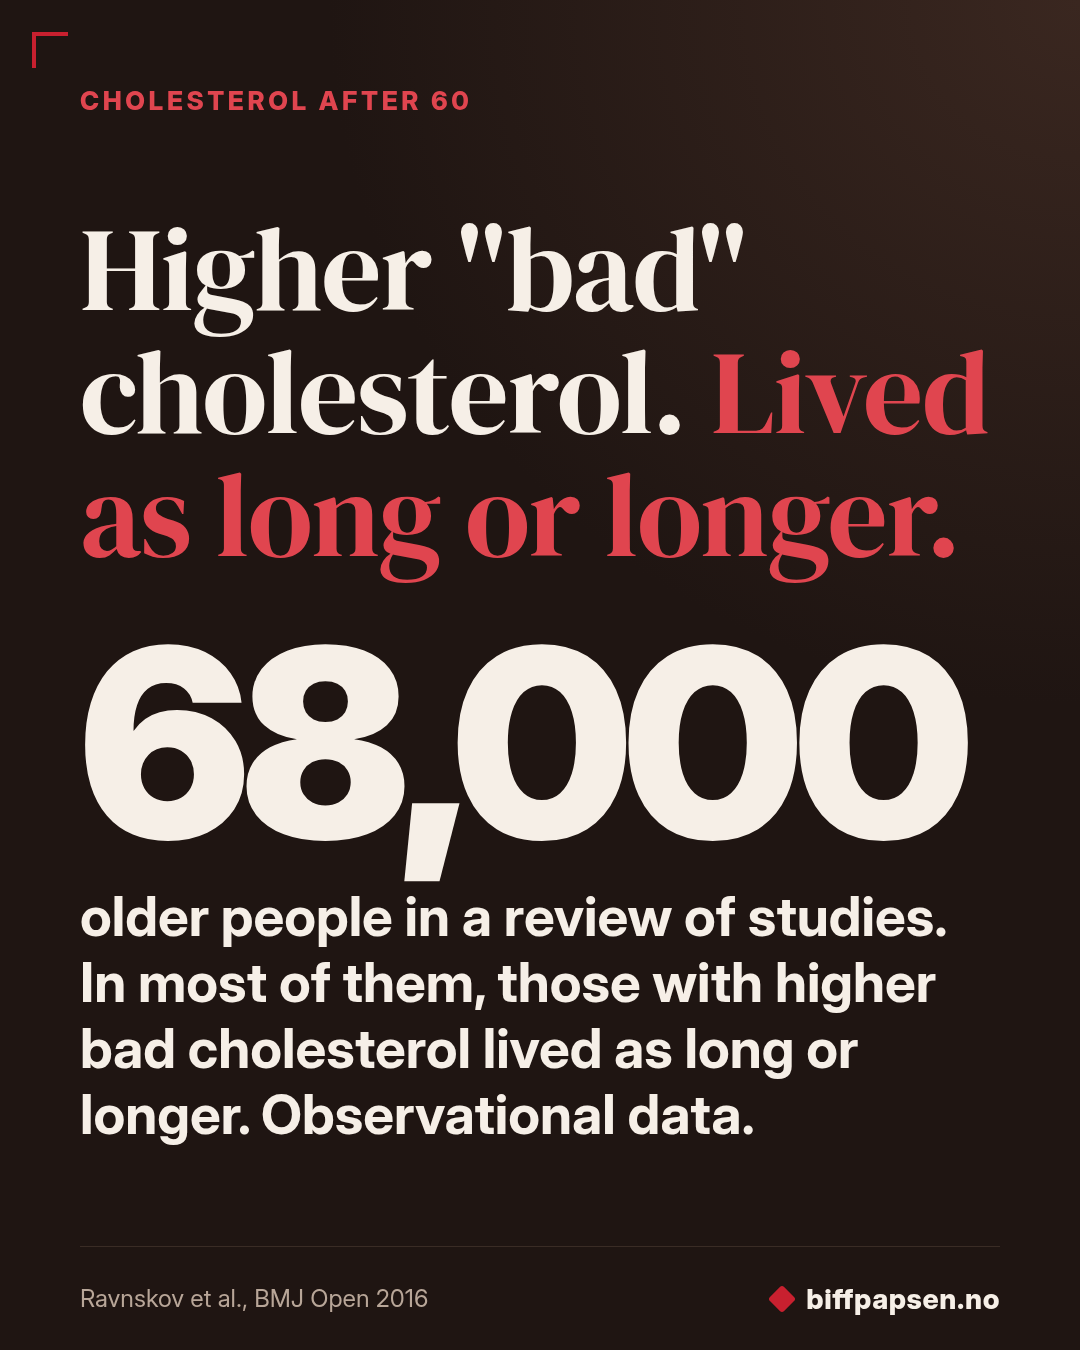 CHOLESTEROL AFTER 60
Higher "bad"
cholesterol. Lived
as long or longer.
68,000
older people in a review of studies.
In most of them, those with higher
bad cholesterol lived as long or
longer. Observational data.
Ravnskov et al., BMJ Open 2016
biffpapsen.no